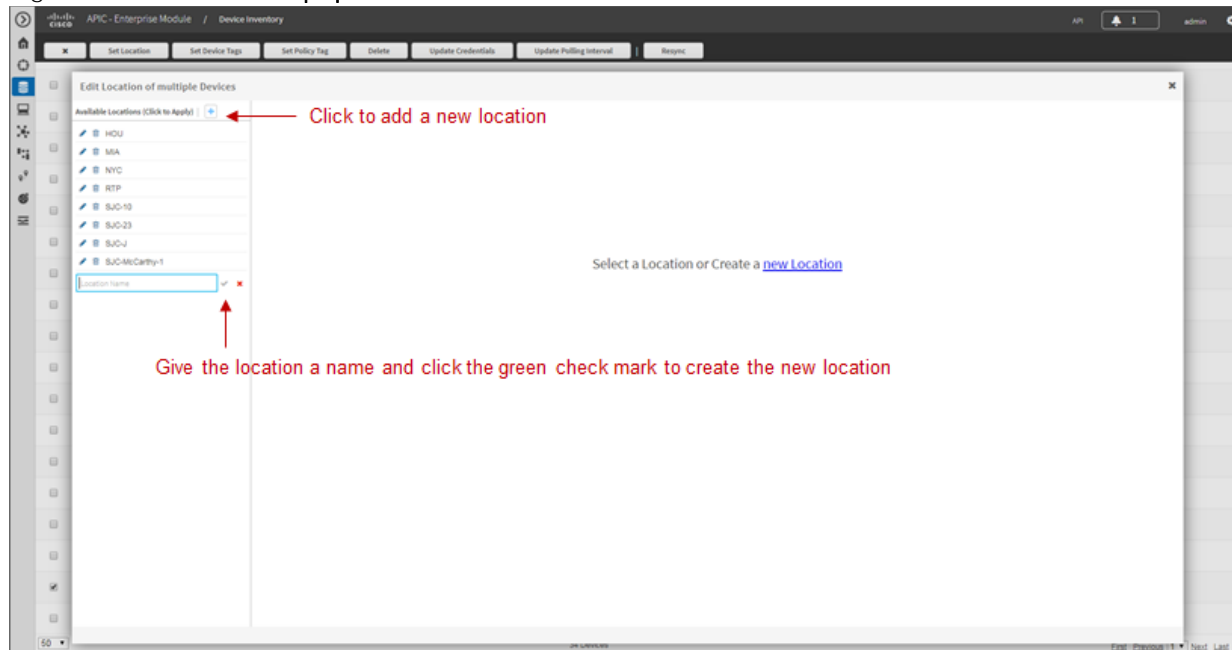 cisco APIC - Enterprise Module / Device Inventory API 1 admin
Set Location Set Device Tags Set Policy Tag Delete Update Credentials Update Polling Interval | Resync
Edit Location of multiple Devices
Available Locations (Click to Apply) | +
Click to add a new location
HOU
MIA
NYC
RTP
SJC-10
SJC-23
SJC-J
SJC-McCarthy-1
Location Name
Select a Location or Create a new Location
Give the location a name and click the green check mark to create the new location
50 34 Devices First Previous 1 Next Last